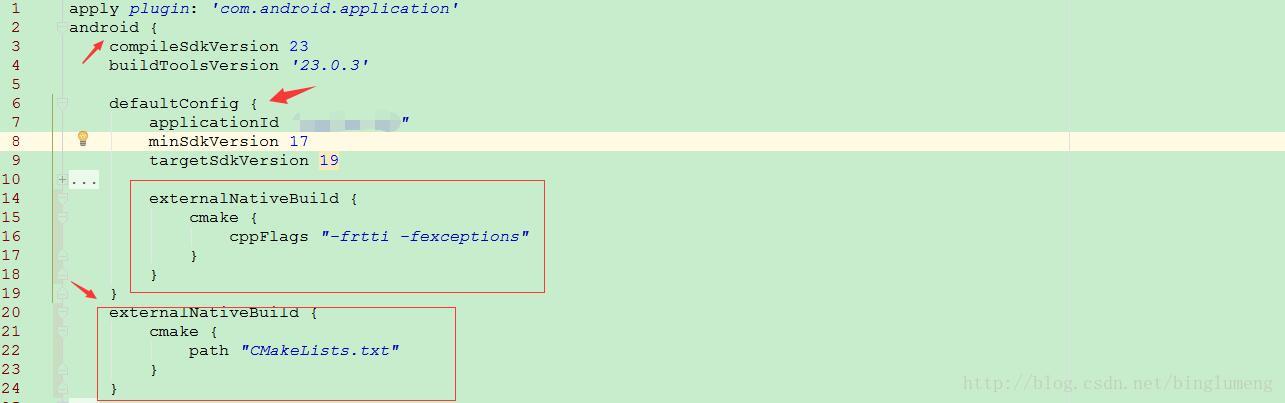 1 apply plugin: 'com.android.application'
2 android {
3 compileSdkVersion 23
4 buildToolsVersion '23.0.3'
5
6 defaultConfig {
7 applicationId "
8 minSdkVersion 17
9 targetSdkVersion 19
10 ...
14 externalNativeBuild {
15 cmake {
16 cppFlags "-frtti -fexceptions"
17 }
18 }
19 }
20 externalNativeBuild {
21 cmake {
22 path "CMakeLists.txt"
23 }
24 }
http://blog.csdn.net/binglumeng